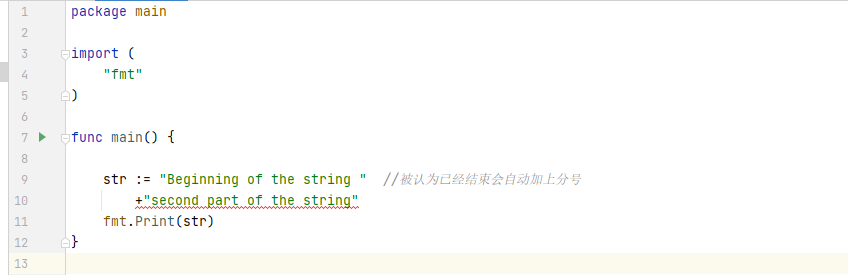 1 package main
2
3 import (
4     "fmt"
5 )
6
7 func main() {
8
9     str := "Beginning of the string "  //被认为已经结束会自动加上分号
10         +"second part of the string"
11     fmt.Print(str)
12 }
13